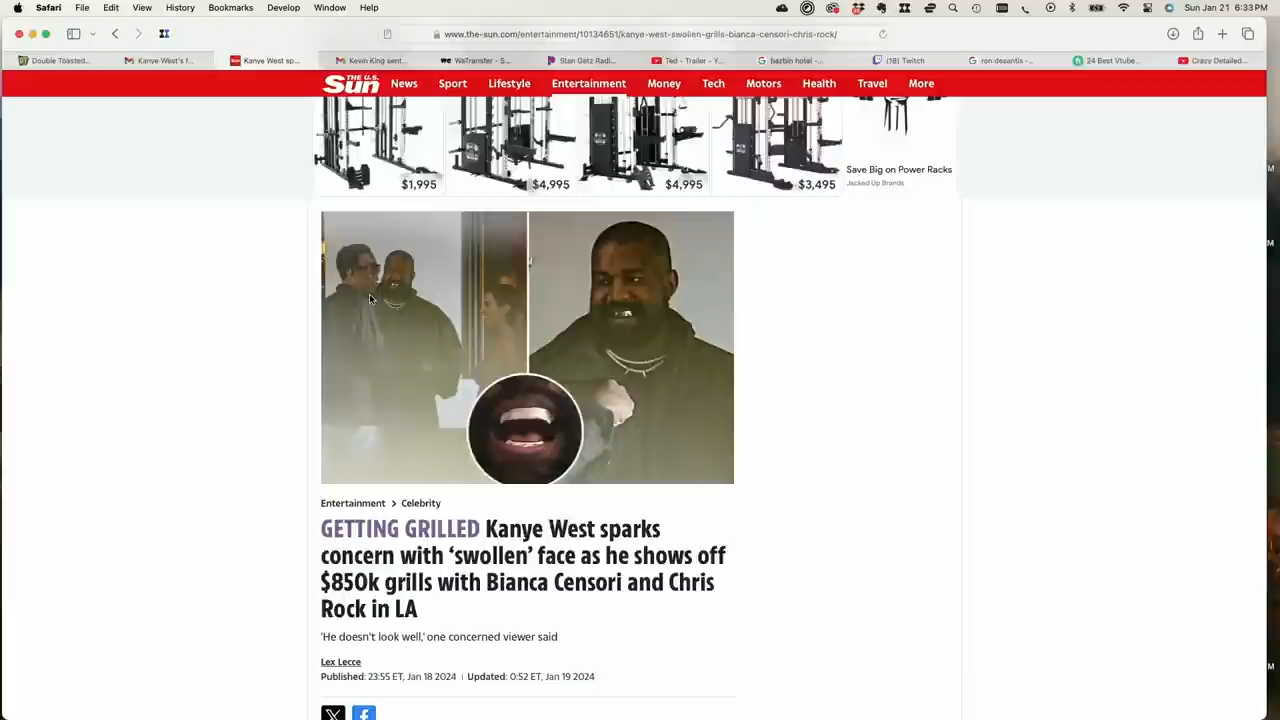 Safari File Edit View History Bookmarks Develop Window Help
Sun Jan 21 6:33 PM
www.the-sun.com/entertainment/10134651/kanye-west-swollen-grills-bianca-censori-chris-rock/
Double Toasted...
Kanye West's f...
Kanye West sp...
Kevin King sent...
WaTransfer - S...
Stan Getz Radi...
Ted - Trailer - Y...
hazbin hotel -...
(18) Twitch
ron desantis -...
24 Best Vtube...
Crazy Detailed...
THE U.S. Sun
News Sport Lifestyle Entertainment Money Tech Motors Health Travel More
$1,995
$4,995
$4,995
$3,495
Save Big on Power Racks
Jacked Up Brands
Entertainment > Celebrity
GETTING GRILLED Kanye West sparks
concern with ‘swollen’ face as he shows off
$850k grills with Bianca Censori and Chris
Rock in LA
'He doesn't look well,' one concerned viewer said
Lex Lecce
Published: 23:55 ET, Jan 18 2024 | Updated: 0:52 ET, Jan 19 2024